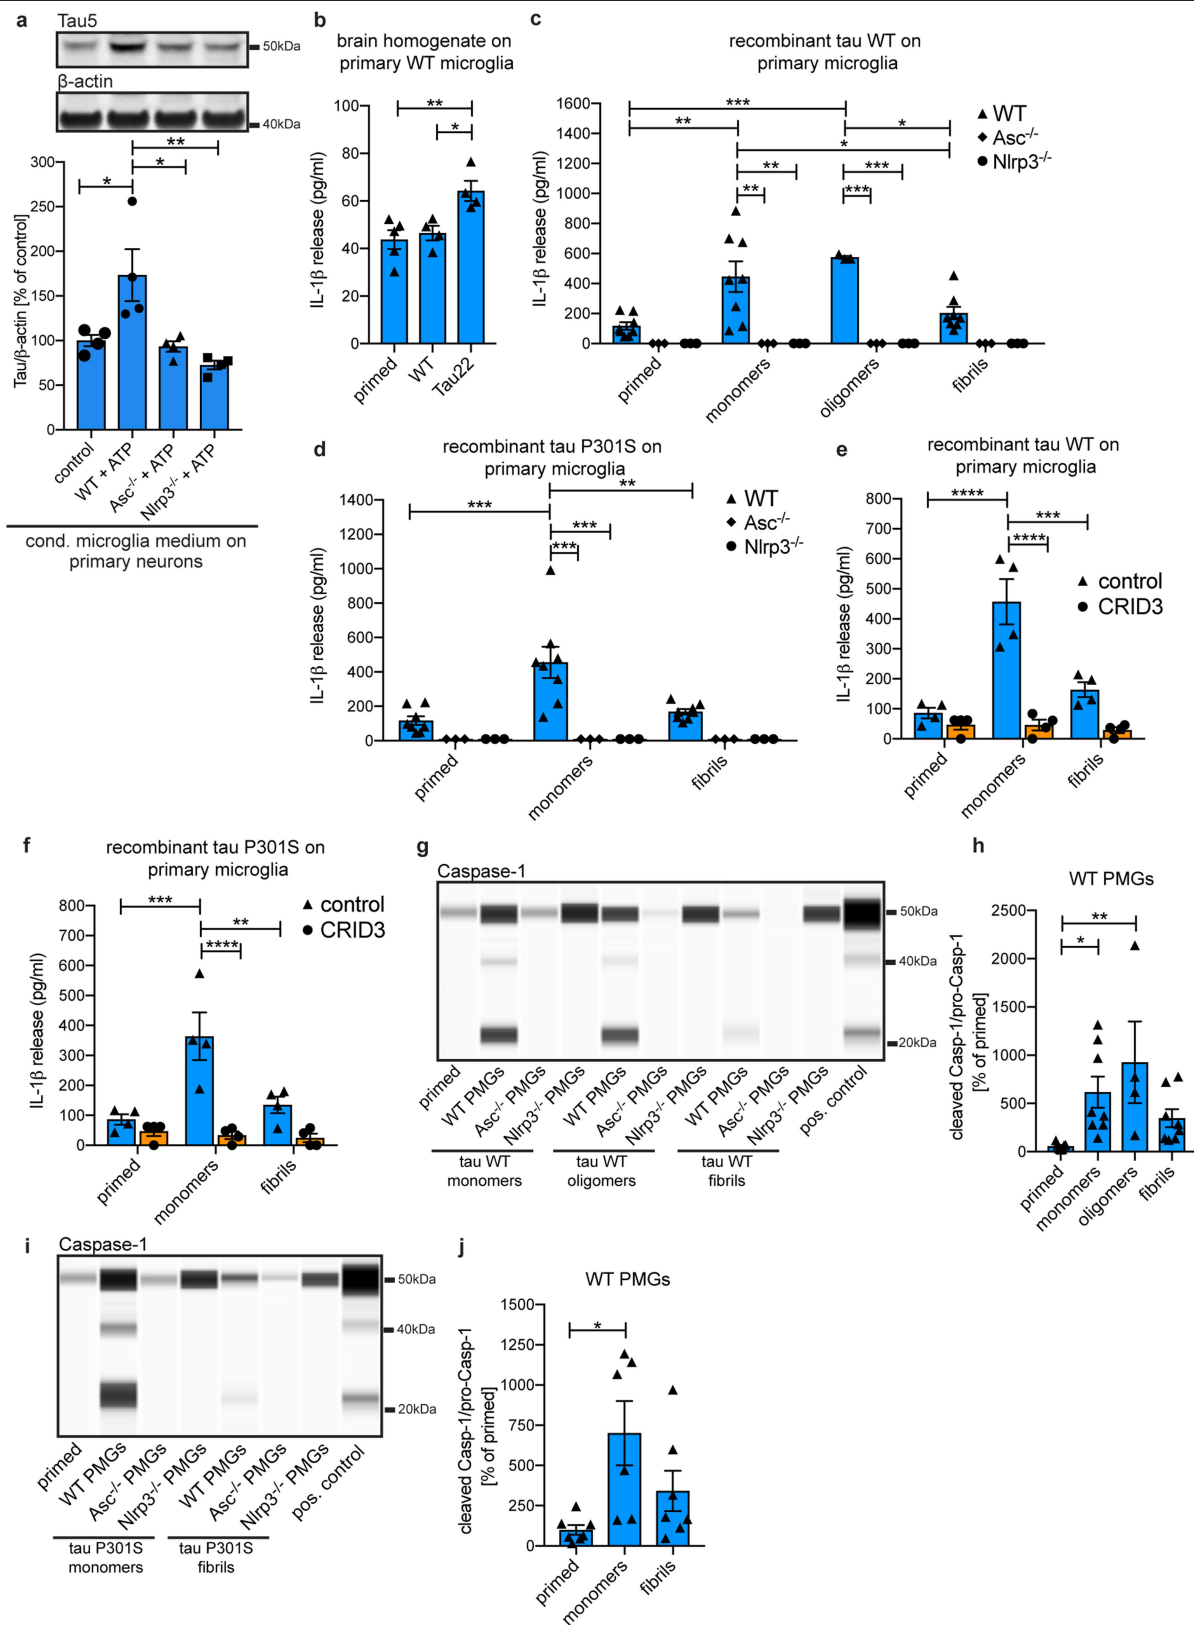 a
Tau5
50kDa
β-actin
40kDa
**
*
*
300
250
200
150
100
50
0
Tau/β-actin [% of control]
control
WT + ATP
Asc-/- + ATP
Nlrp3-/- + ATP
cond. microglia medium on
primary neurons
b
brain homogenate on
primary WT microglia
100
80
60
40
20
0
IL-1β release (pg/ml)
**
*
primed
WT
Tau22
c
recombinant tau WT on
primary microglia
1600
1400
1200
1000
800
600
400
200
0
IL-1β release (pg/ml)
***
**
*
*
**
***
**
***
WT
Asc-/-
Nlrp3-/-
primed
monomers
oligomers
fibrils
d
recombinant tau P301S on
primary microglia
1400
1200
1000
800
600
400
200
0
IL-1β release (pg/ml)
**
***
***
***
WT
Asc-/-
Nlrp3-/-
primed
monomers
fibrils
e
recombinant tau WT on
primary microglia
800
700
600
500
400
300
200
100
0
IL-1β release (pg/ml)
****
***
****
control
CRID3
primed
monomers
fibrils
f
recombinant tau P301S on
primary microglia
800
700
600
500
400
300
200
100
0
IL-1β release (pg/ml)
***
**
****
control
CRID3
primed
monomers
fibrils
g
Caspase-1
50kDa
40kDa
20kDa
primed
WT PMGs
Asc-/- PMGs
Nlrp3-/- PMGs
WT PMGs
Asc-/- PMGs
Nlrp3-/- PMGs
WT PMGs
Asc-/- PMGs
Nlrp3-/- PMGs
pos. control
tau WT
monomers
tau WT
oligomers
tau WT
fibrils
h
WT PMGs
2500
2000
1500
1000
500
0
cleaved Casp-1/pro-Casp-1
[% of primed]
**
*
primed
monomers
oligomers
fibrils
i
Caspase-1
50kDa
40kDa
20kDa
primed
WT PMGs
Asc-/- PMGs
Nlrp3-/- PMGs
WT PMGs
Asc-/- PMGs
Nlrp3-/- PMGs
pos. control
tau P301S
monomers
tau P301S
fibrils
j
WT PMGs
1500
1250
1000
750
500
250
0
cleaved Casp-1/pro-Casp-1
[% of primed]
*
primed
monomers
fibrils